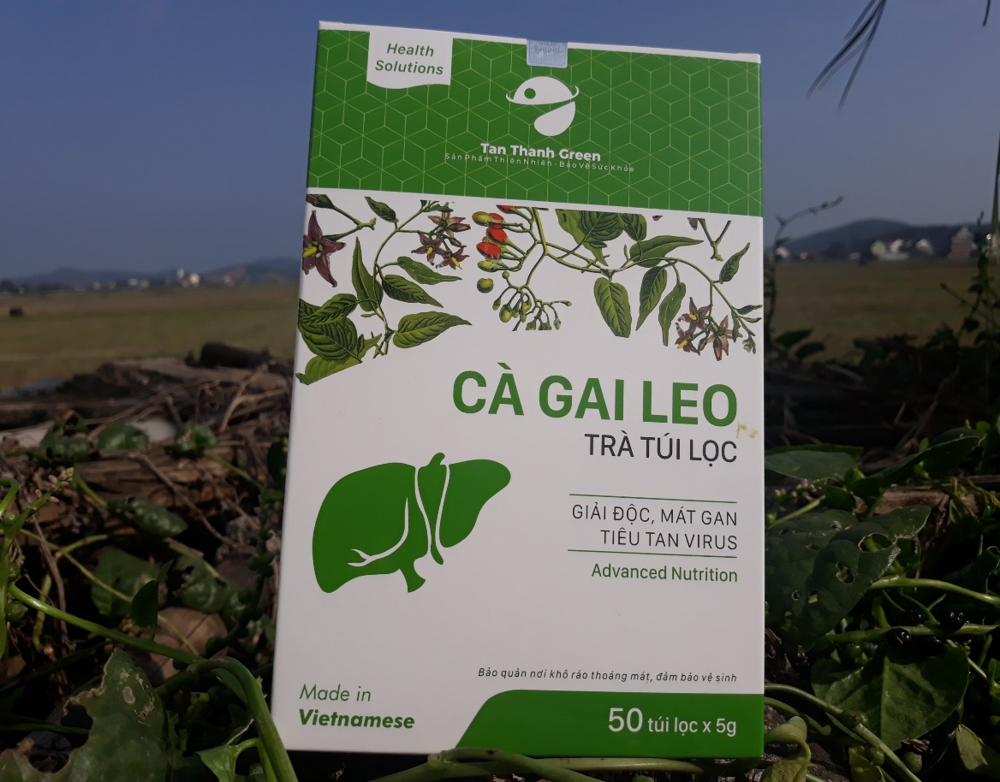 Health
Solutions
Tan Thanh Green
Sản Phẩm Thiên Nhiên - Bảo Vệ Sức Khỏe
CÀ GAI LEO
TRÀ TÚI LỌC
GIẢI ĐỘC, MÁT GAN
TIÊU TAN VIRUS
Advanced Nutrition
Bảo quản nơi khô ráo thoáng mát, đảm bảo vệ sinh
Made in
Vietnamese
50 túi lọc x 5g